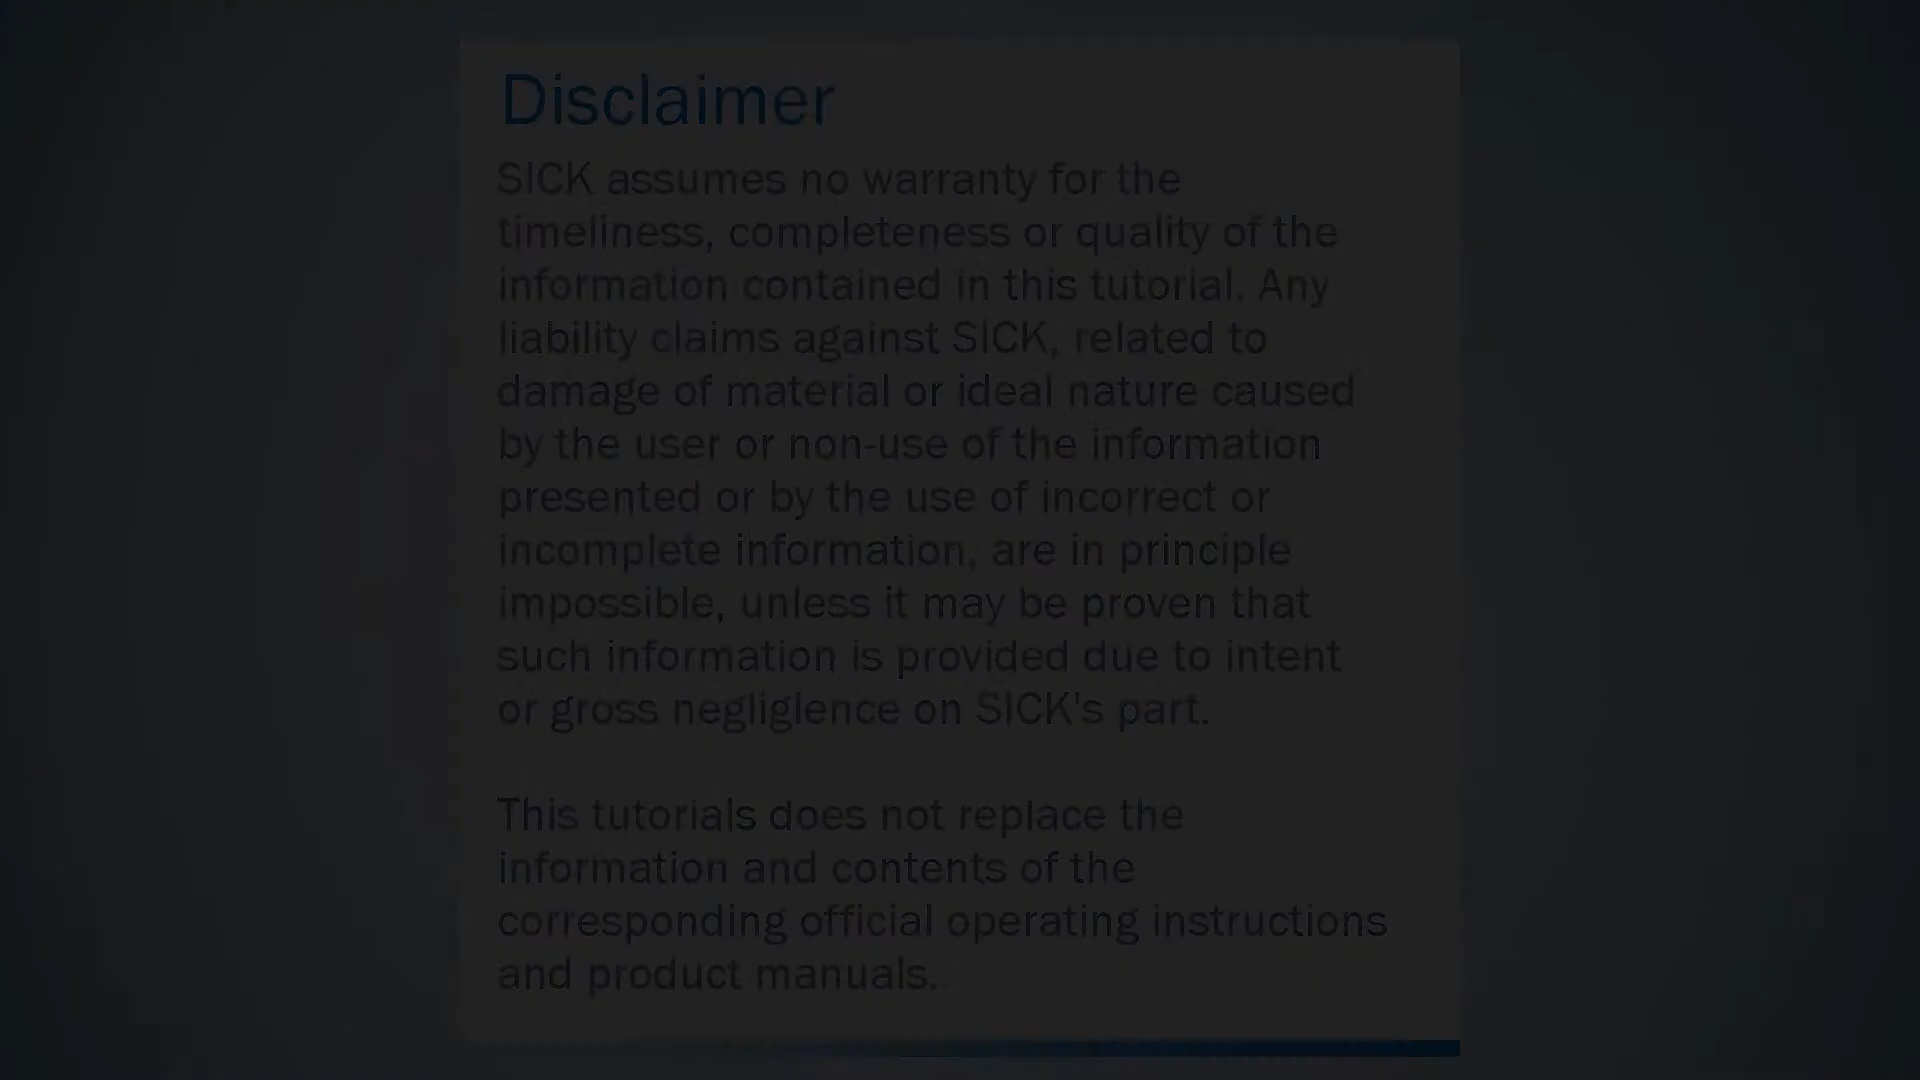 Disclaimer
SICK assumes no warranty for the
timeliness, completeness or quality of the
information contained in this tutorial. Any
liability claims against SICK, related to
damage of material or ideal nature caused
by the user or non-use of the information
presented or by the use of incorrect or
incomplete information, are in principle
impossible, unless it may be proven that
such information is provided due to intent
or gross negliglence on SICK's part.
This tutorials does not replace the
information and contents of the
corresponding official operating instructions
and product manuals.